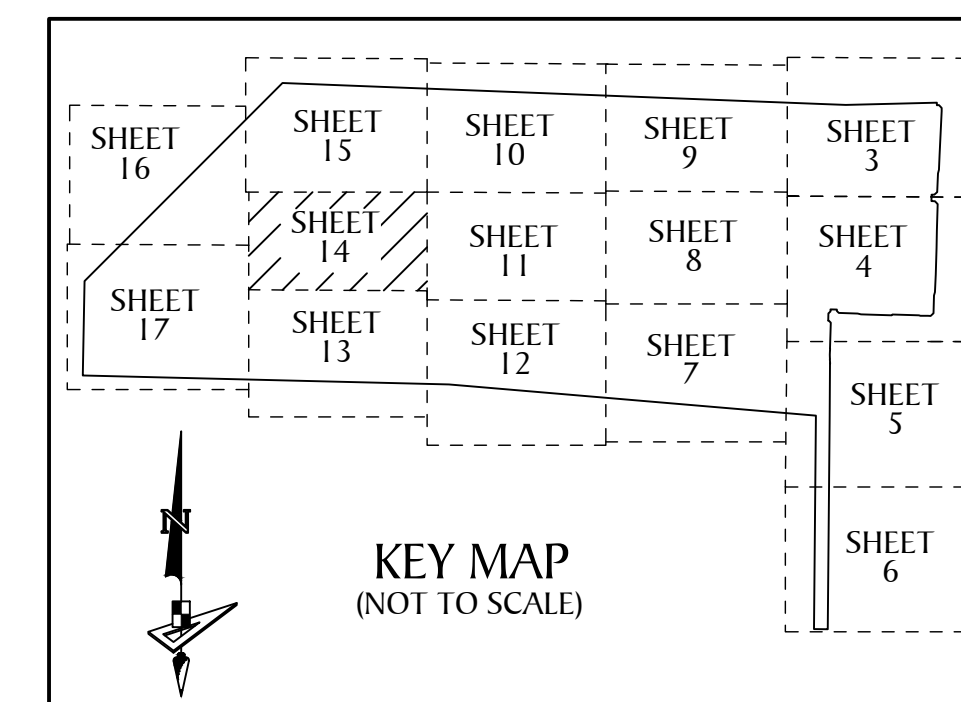 SHEET
16
SHEET
15
SHEET
10
SHEET
9
SHEET
3
SHEET
14
SHEET
11
SHEET
8
SHEET
4
SHEET
17
SHEET
13
SHEET
12
SHEET
7
SHEET
5
SHEET
6
N
KEY MAP
(NOT TO SCALE)